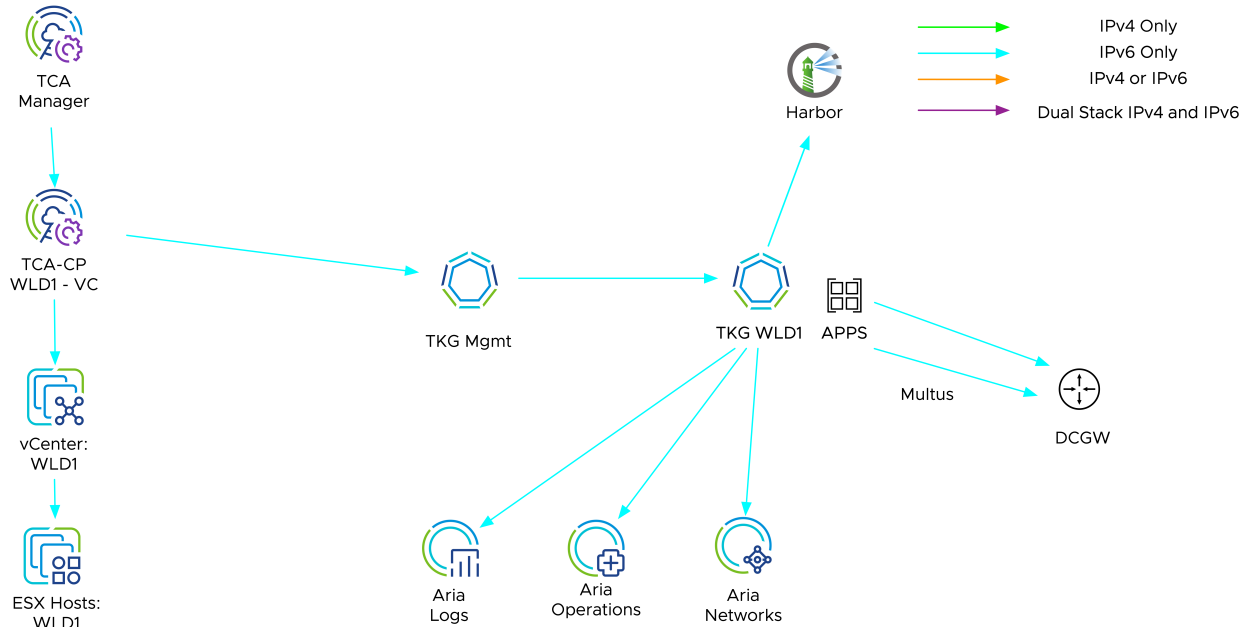 TCA
Manager
Harbor
IPv4 Only
IPv6 Only
IPv4 or IPv6
Dual Stack IPv4 and IPv6
TCA-CP
WLD1 - VC
TKG Mgmt
TKG WLD1
APPS
Multus
DCGW
vCenter:
WLD1
ESX Hosts:
WLD1
Aria
Logs
Aria
Operations
Aria
Networks